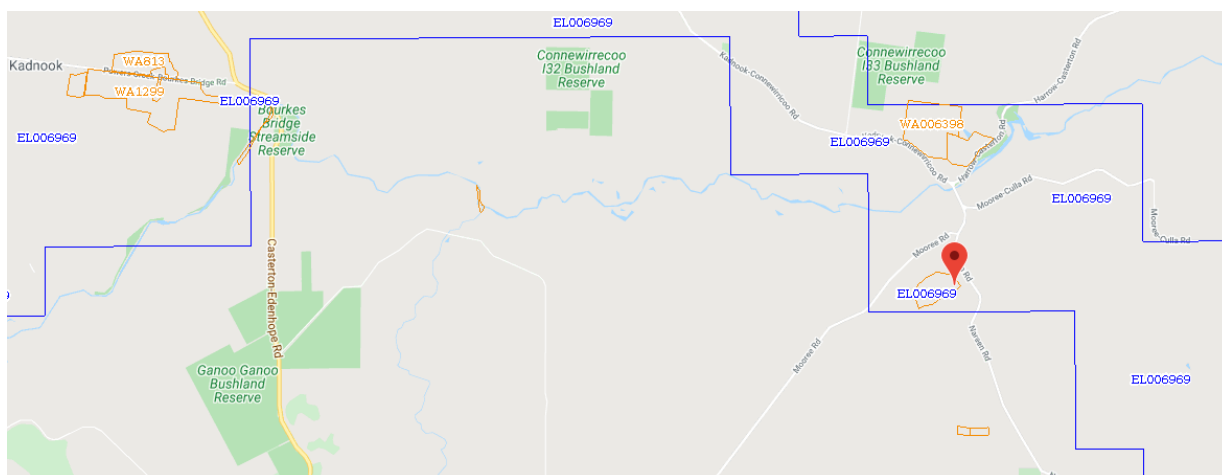 EL006969
Connewirrecoo
I32 Bushland
Reserve
Kadnook-Connewirricoo Rd
Connewirrecoo
I33 Bushland
Reserve
Harrow-Casterton Rd
Kadnook
WA813
Powers Creek Bourkes Bridge Rd
WA1299
EL006969
Bourkes
Bridge
Streamside
Reserve
EL006969
WA006398
EL006969
Kadnook-Connewirricoo Rd
Harrow-Casterton Rd
Mooree-Culla Rd
EL006969
Mooree-Culla Rd
Mooree Rd
Rd
EL006969
Casterton-Edenhope Rd
Mooree Rd
Nareen Rd
Ganoo Ganoo
Bushland
Reserve
EL006969